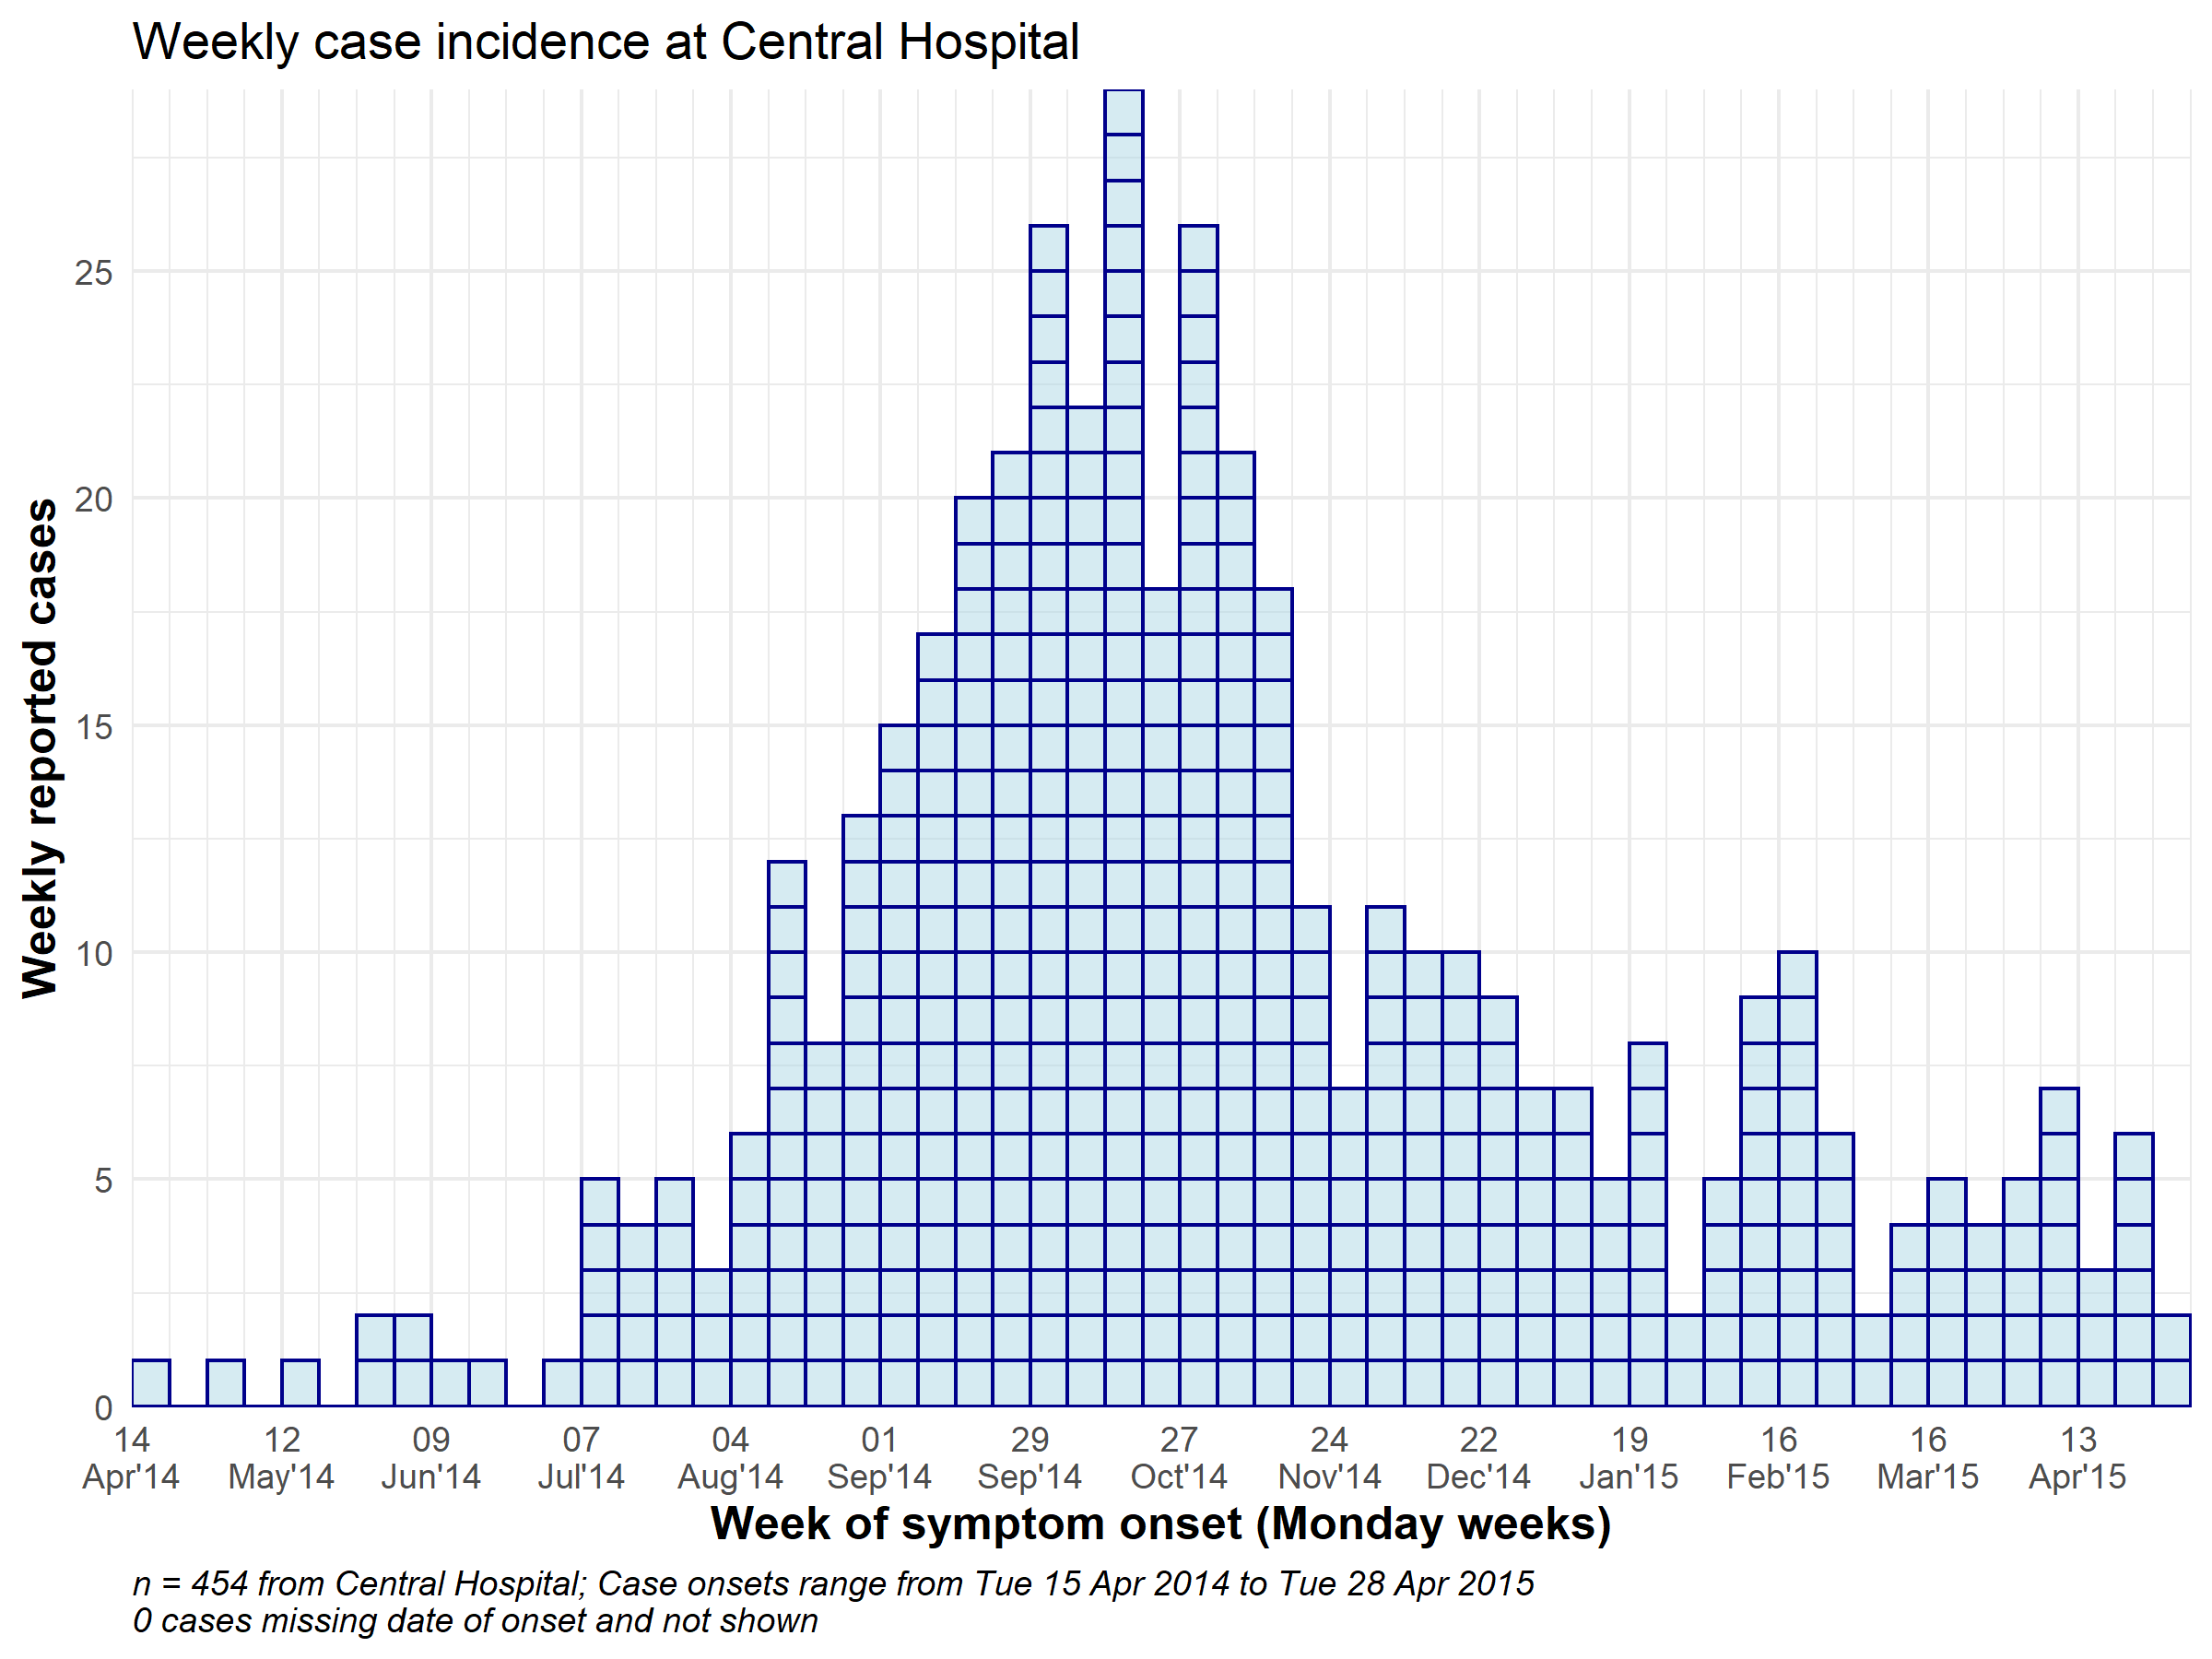 Weekly case incidence at Central Hospital
Weekly reported cases
25
20
15
10
5
0
14 12 09 07 04 01 29 27 24 22 19 16 16 13
Apr'14 May'14 Jun'14 Jul'14 Aug'14 Sep'14 Sep'14 Oct'14 Nov'14 Dec'14 Jan'15 Feb'15 Mar'15 Apr'15
Week of symptom onset (Monday weeks)
n = 454 from Central Hospital; Case onsets range from Tue 15 Apr 2014 to Tue 28 Apr 2015
0 cases missing date of onset and not shown